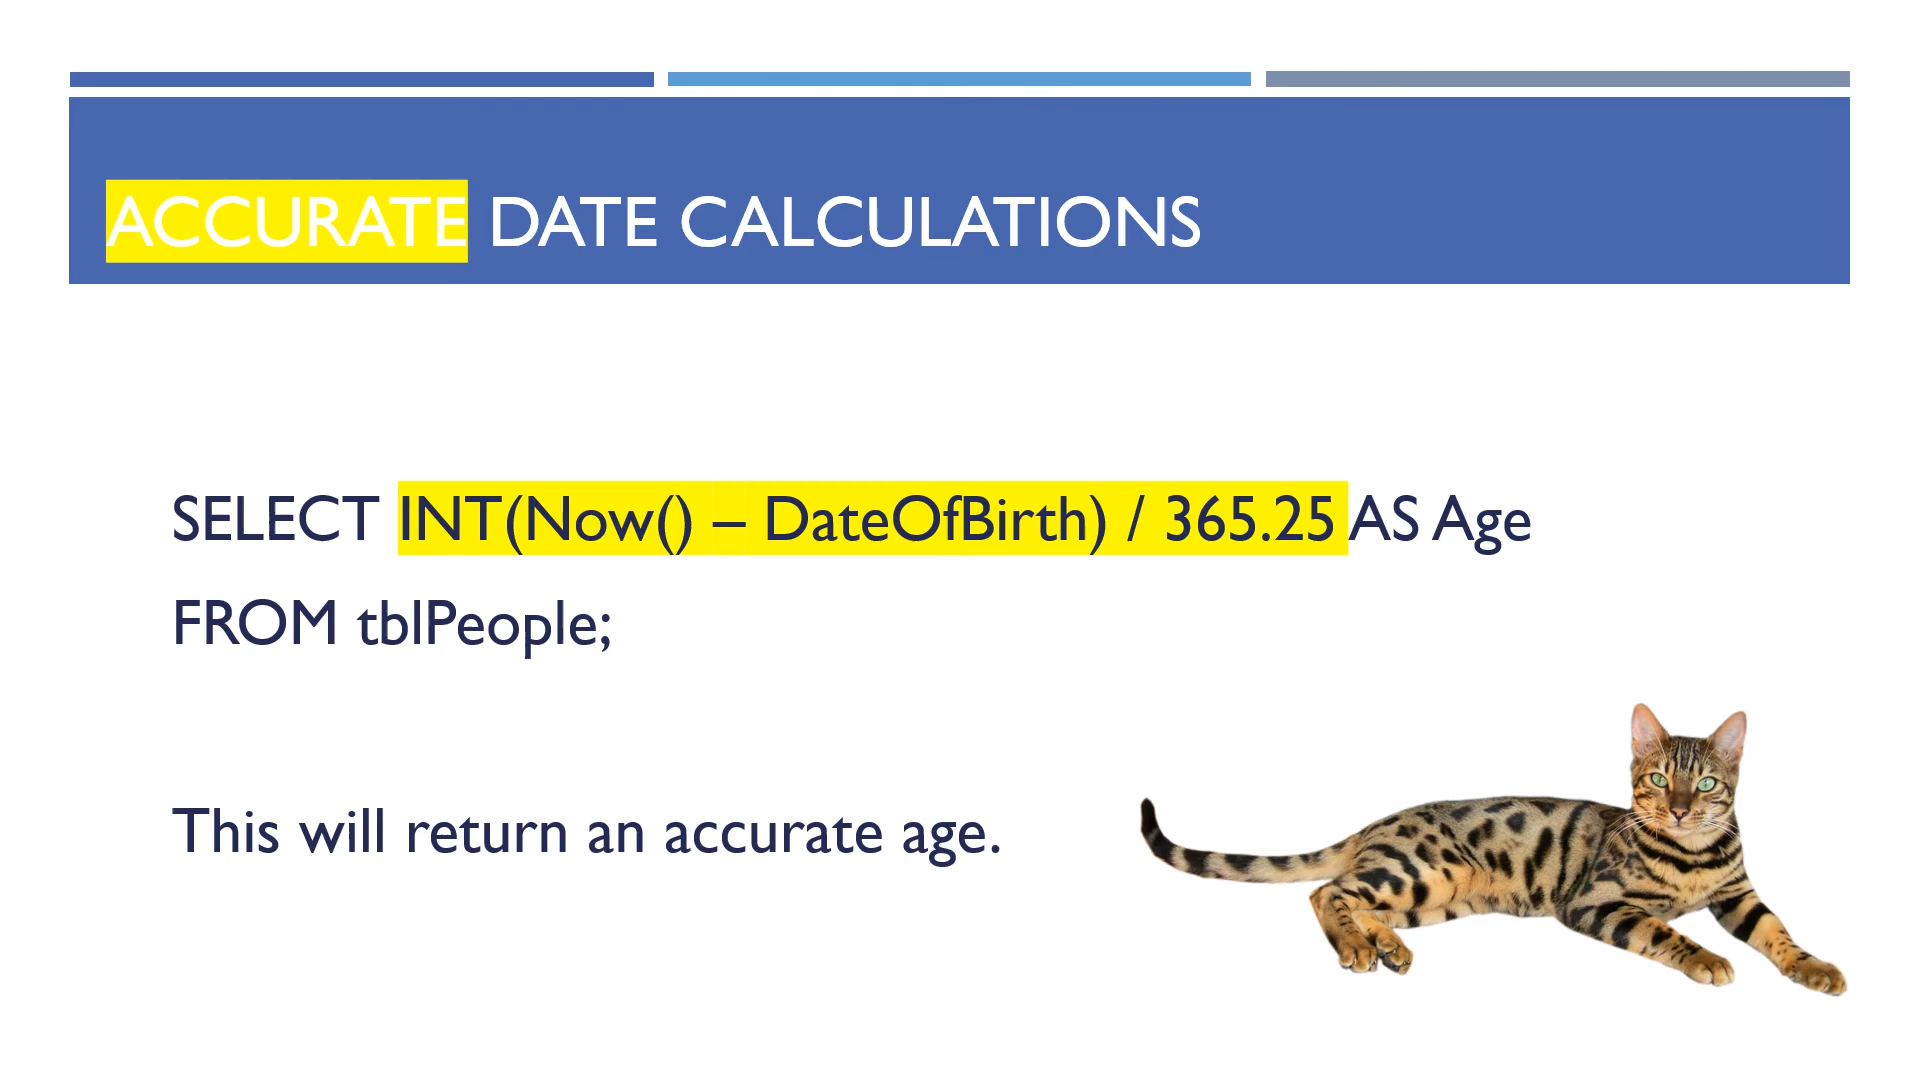 ACCURATE DATE CALCULATIONS
SELECT INT(Now() – DateOfBirth) / 365.25 AS Age
FROM tblPeople;
This will return an accurate age.